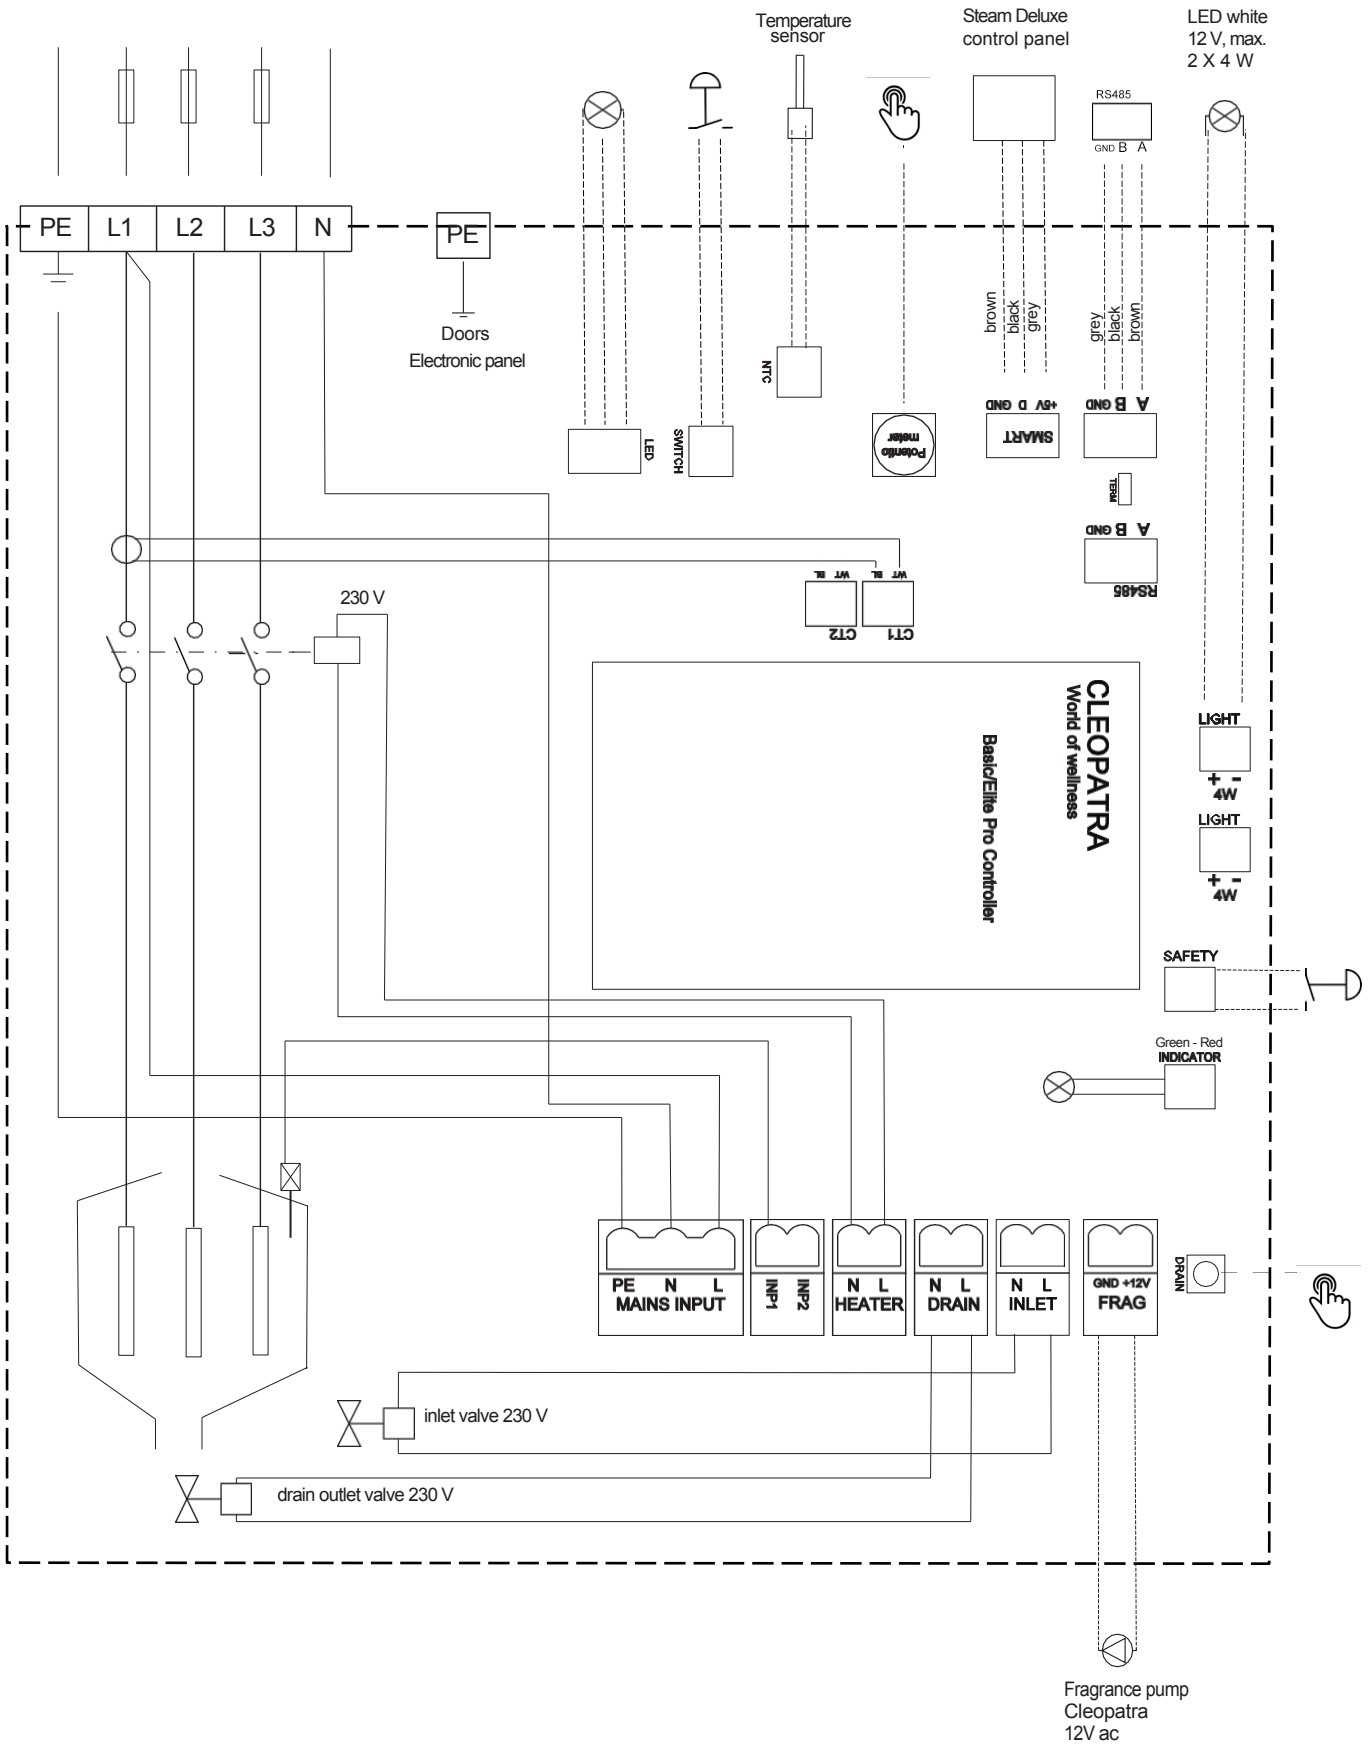 Temperature
sensor
Steam Deluxe
control panel
LED white
12 V, max.
2 X 4 W
RS485
GND B A
PE L1 L2 L3 N
PE
Doors
Electronic panel
brown
black
grey
grey
black
brown
NTC
LED
SWITCH
Potentio
meter
+5V D GND
SMART
A B GND
TERM
A B GND
RS485
WT BL
CT2
WT BL
CT1
230 V
CLEOPATRA
World of wellness
Basic/Elite Pro Controller
LIGHT
+ -
4W
LIGHT
+ -
4W
SAFETY
Green - Red
INDICATOR
PE N L
MAINS INPUT
INP1
INP2
N L
HEATER
N L
DRAIN
N L
INLET
GND +12V
FRAG
DRAIN
inlet valve 230 V
drain outlet valve 230 V
Fragrance pump
Cleopatra
12V ac